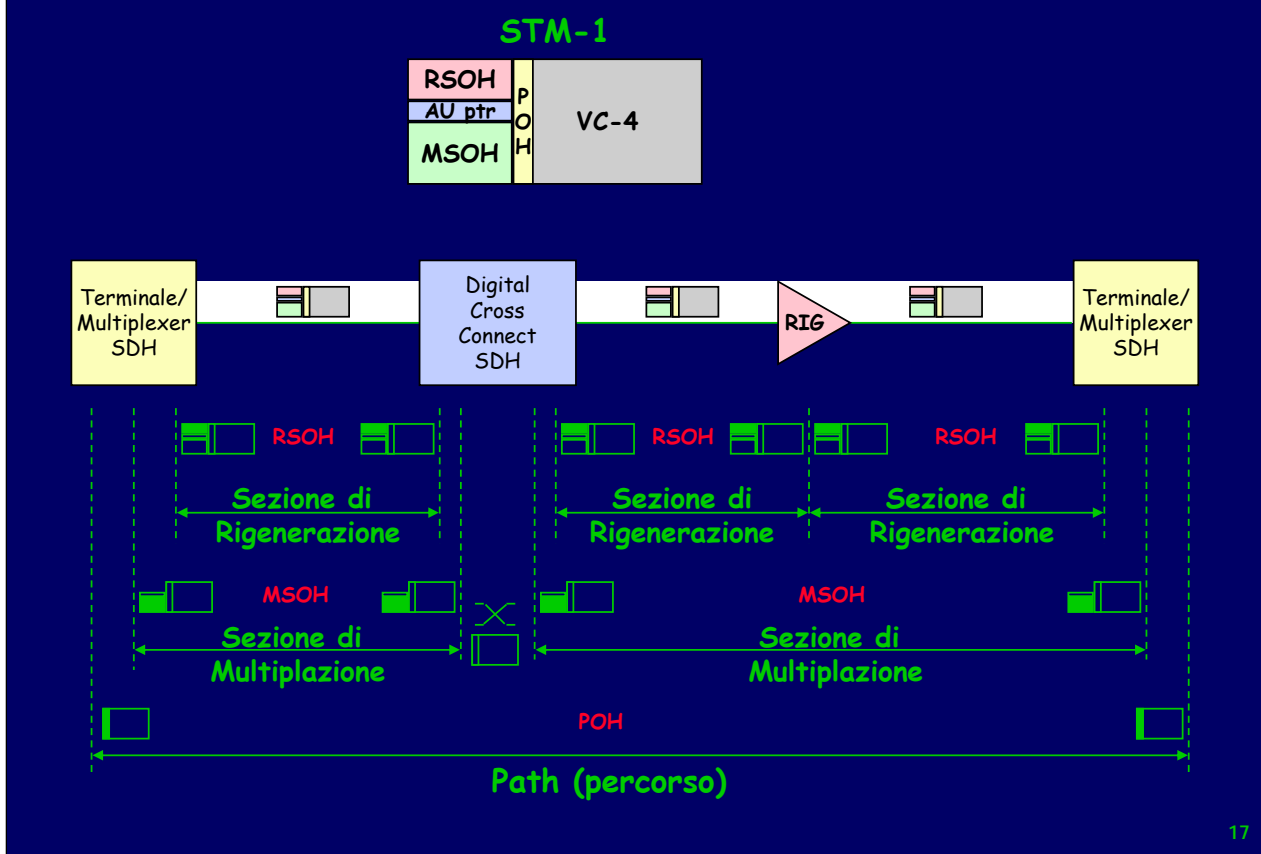 STM-1
RSOH
AU ptr
MSOH
POH
VC-4
Terminale/
Multiplexer
SDH
Digital
Cross
Connect
SDH
RIG
Terminale/
Multiplexer
SDH
RSOH
RSOH
RSOH
Sezione di
Rigenerazione
Sezione di
Rigenerazione
Sezione di
Rigenerazione
MSOH
MSOH
Sezione di
Multiplazione
Sezione di
Multiplazione
POH
Path (percorso)
17